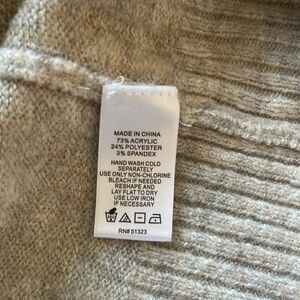 MADE IN CHINA
73% ACRYLIC
24% POLYESTER
3% SPANDEX
HAND WASH COLD
SEPARATELY
USE ONLY NON-CHLORINE
BLEACH IF NEEDED
RESHAPE AND
LAY FLAT TO DRY
USE LOW IRON
IF NECESSARY
RN# 51323